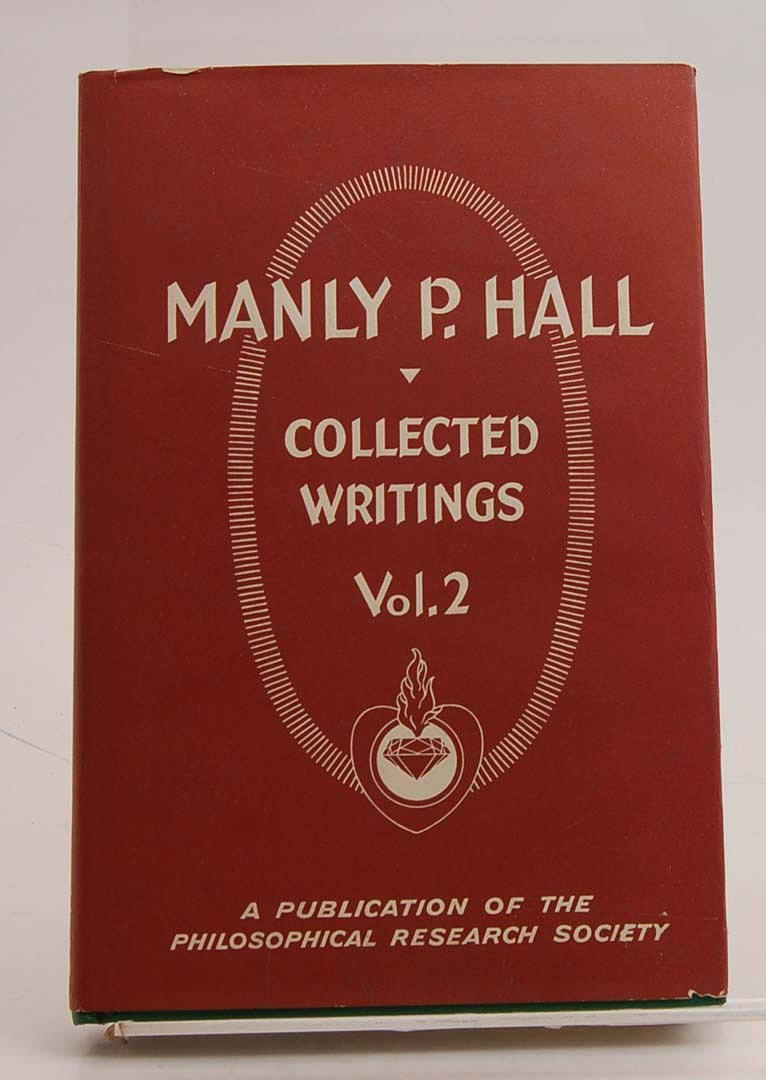 MANLY P. HALL
COLLECTED
WRITINGS
Vol. 2
A PUBLICATION OF THE
PHILOSOPHICAL RESEARCH SOCIETY